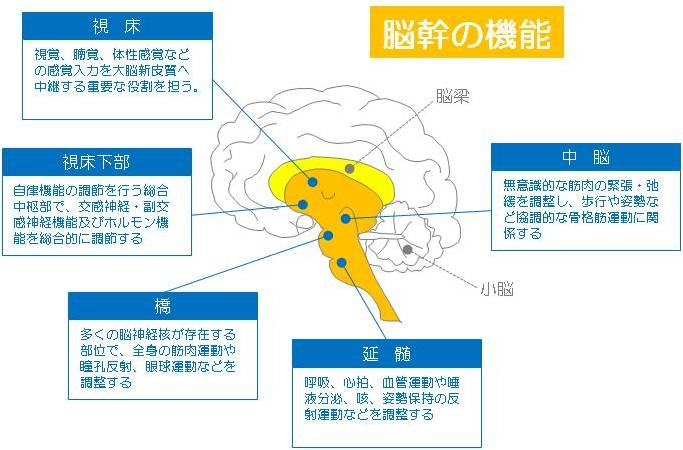 脳幹の機能
視 床
視覚、聴覚、体性感覚など
の感覚入力を大脳新皮質へ
中継する重要な役割を担う。
脳梁
視床下部
自律機能の調節を行う総合
中枢部で、交感神経・副交
感神経機能及びホルモン機
能を総合的に調節する
中 脳
無意識的な筋肉の緊張・弛
緩を調整し、歩行や姿勢な
ど協調的な骨格筋運動に関
係する
小脳
橋
多くの脳神経核が存在する
部位で、全身の筋肉運動や
瞳孔反射、眼球運動などを
調整する
延 髄
呼吸、心拍、血管運動や唾
液分泌、咳、姿勢保持の反
射運動などを調整する